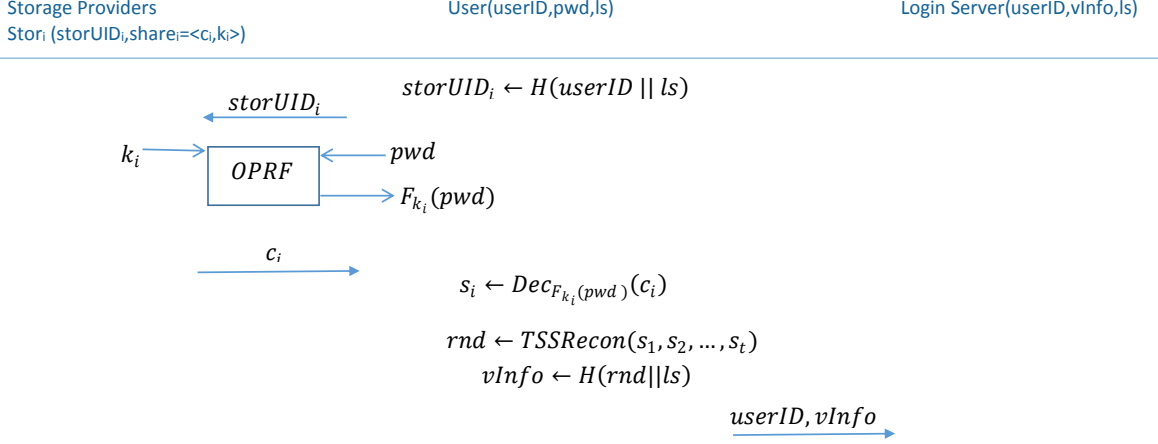 Storage Providers
User(userID,pwd,ls)
Login Server(userID,vInfo,ls)
Storᵢ (storUIDᵢ,shareᵢ=<cᵢ,kᵢ>)
storUIDᵢ ← H(userID || ls)
storUIDᵢ
kᵢ
pwd
OPRF
F_{k_i}(pwd)
cᵢ
sᵢ ← Dec_{F_{k_i}(pwd)}(cᵢ)
rnd ← TSSRecon(s₁, s₂, … , sₜ)
vInfo ← H(rnd||ls)
userID, vInfo